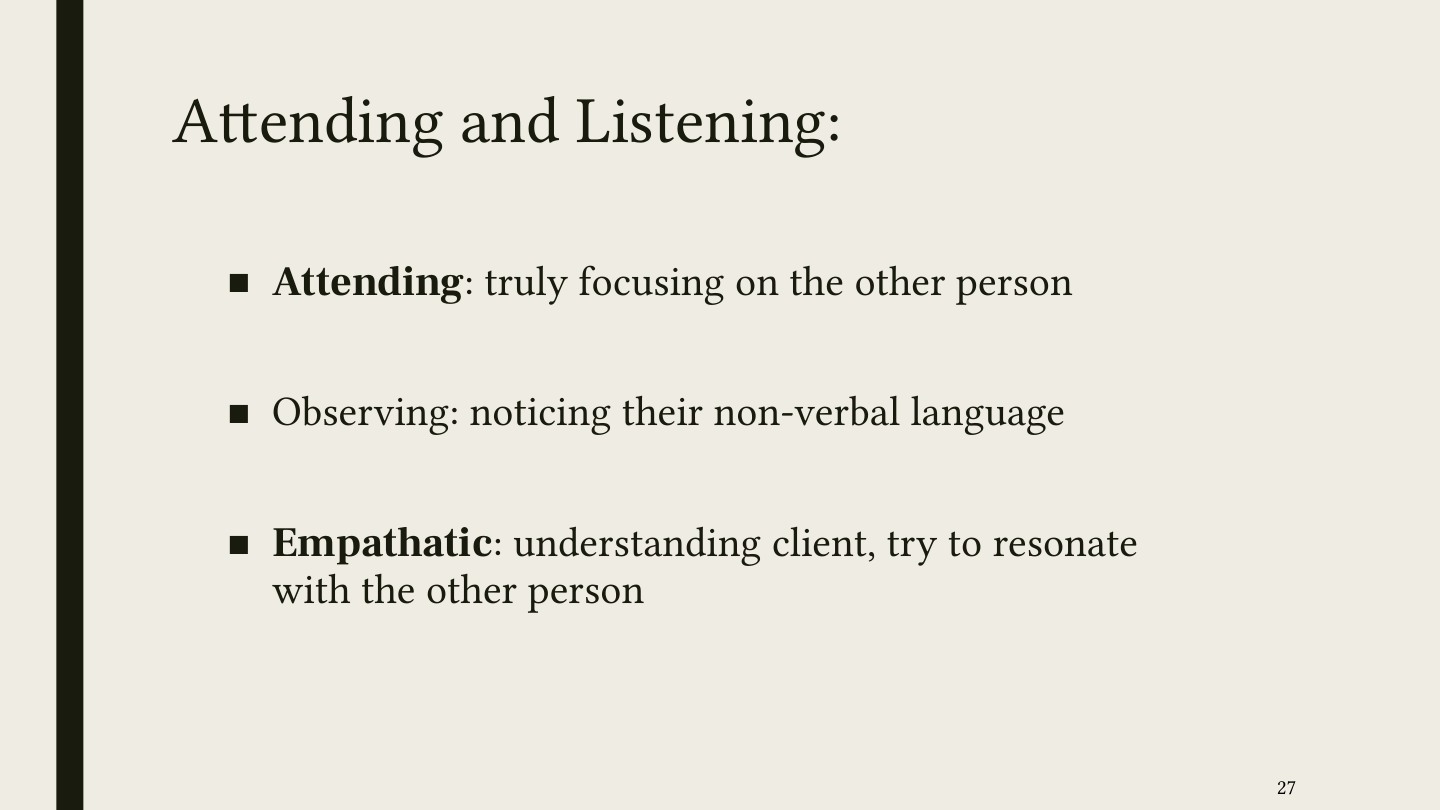 Attending and Listening:
■ Attending: truly focusing on the other person
■ Observing: noticing their non-verbal language
■ Empathatic: understanding client, try to resonate
with the other person
27